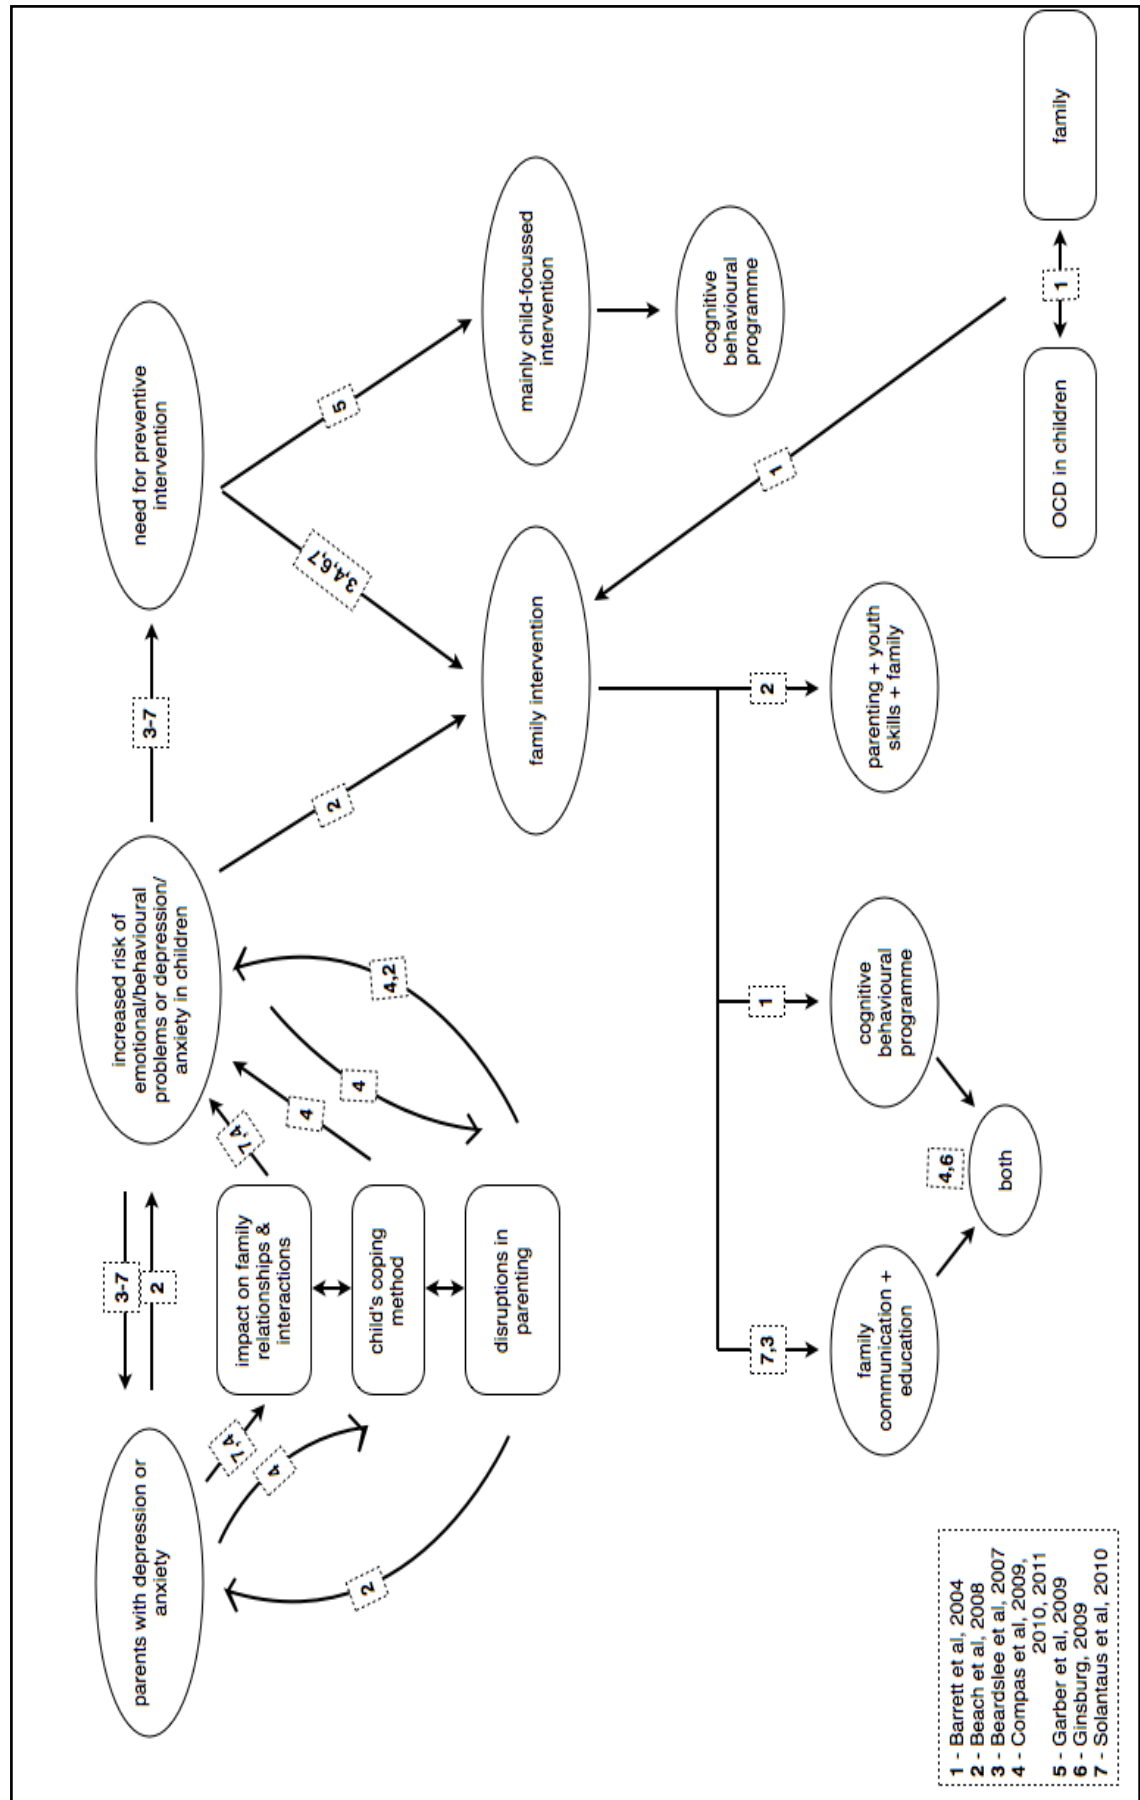 parents with depression or
anxiety
3-7
2
increased risk of
emotional/behavioural
problems or depression/
anxiety in children
3-7
need for preventive
intervention
7,4
4
2
impact on family
relationships &
interactions
child's coping
method
disruptions in
parenting
7,4
4
4
4,2
2
3,4,6,7
5
family intervention
mainly child-focussed
intervention
cognitive
behavioural
programme
7,3
1
2
1
family
communication +
education
cognitive
behavioural
programme
parenting + youth
skills + family
4,6
both
OCD in children
1
family
1 - Barrett et al, 2004
2 - Beach et al, 2008
3 - Beardslee et al, 2007
4 - Compas et al, 2009,
2010, 2011
5 - Garber et al, 2009
6 - Ginsburg, 2009
7 - Solantaus et al, 2010